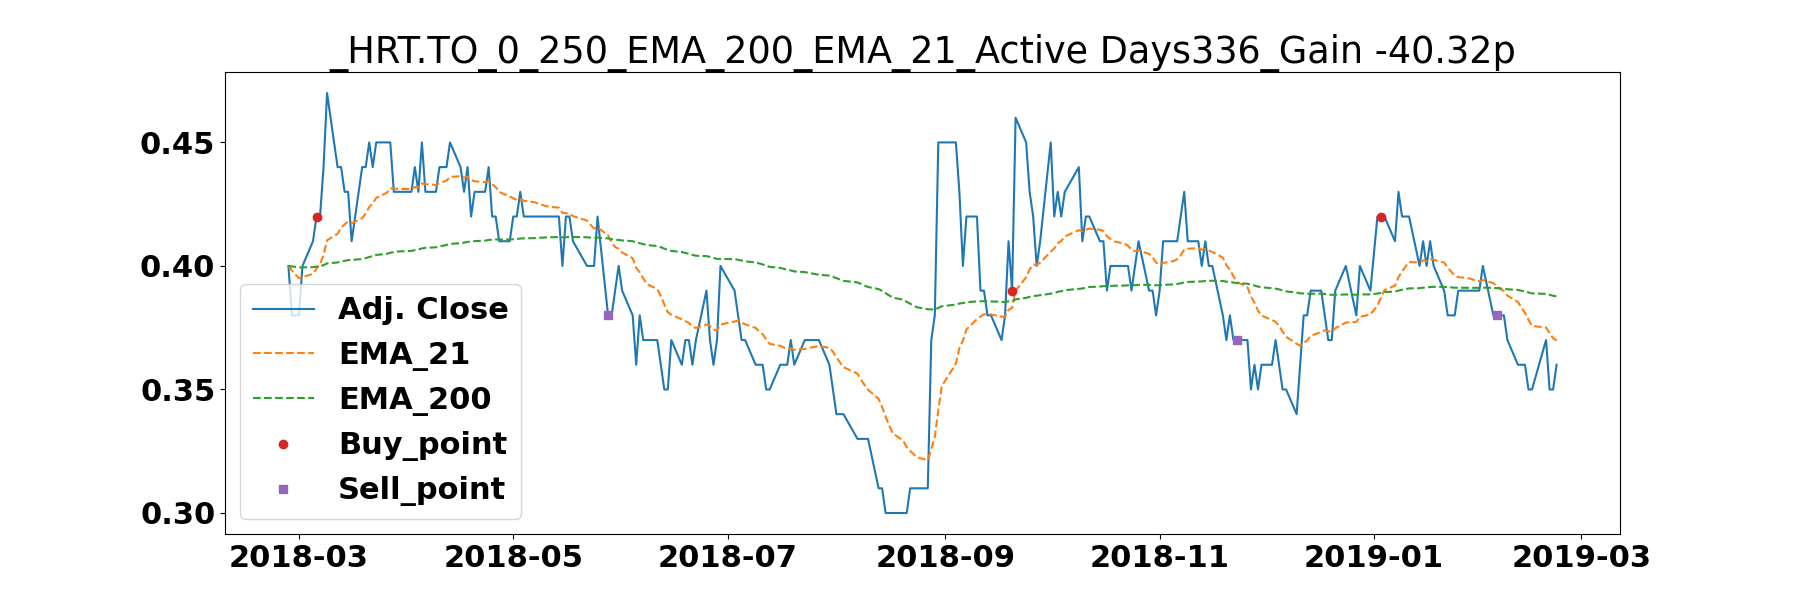 _HRT.TO_0_250_EMA_200_EMA_21_Active Days336_Gain -40.32p
0.45
0.40
0.35
0.30
Adj. Close
EMA_21
EMA_200
Buy_point
Sell_point
2018-03 2018-05 2018-07 2018-09 2018-11 2019-01 2019-03